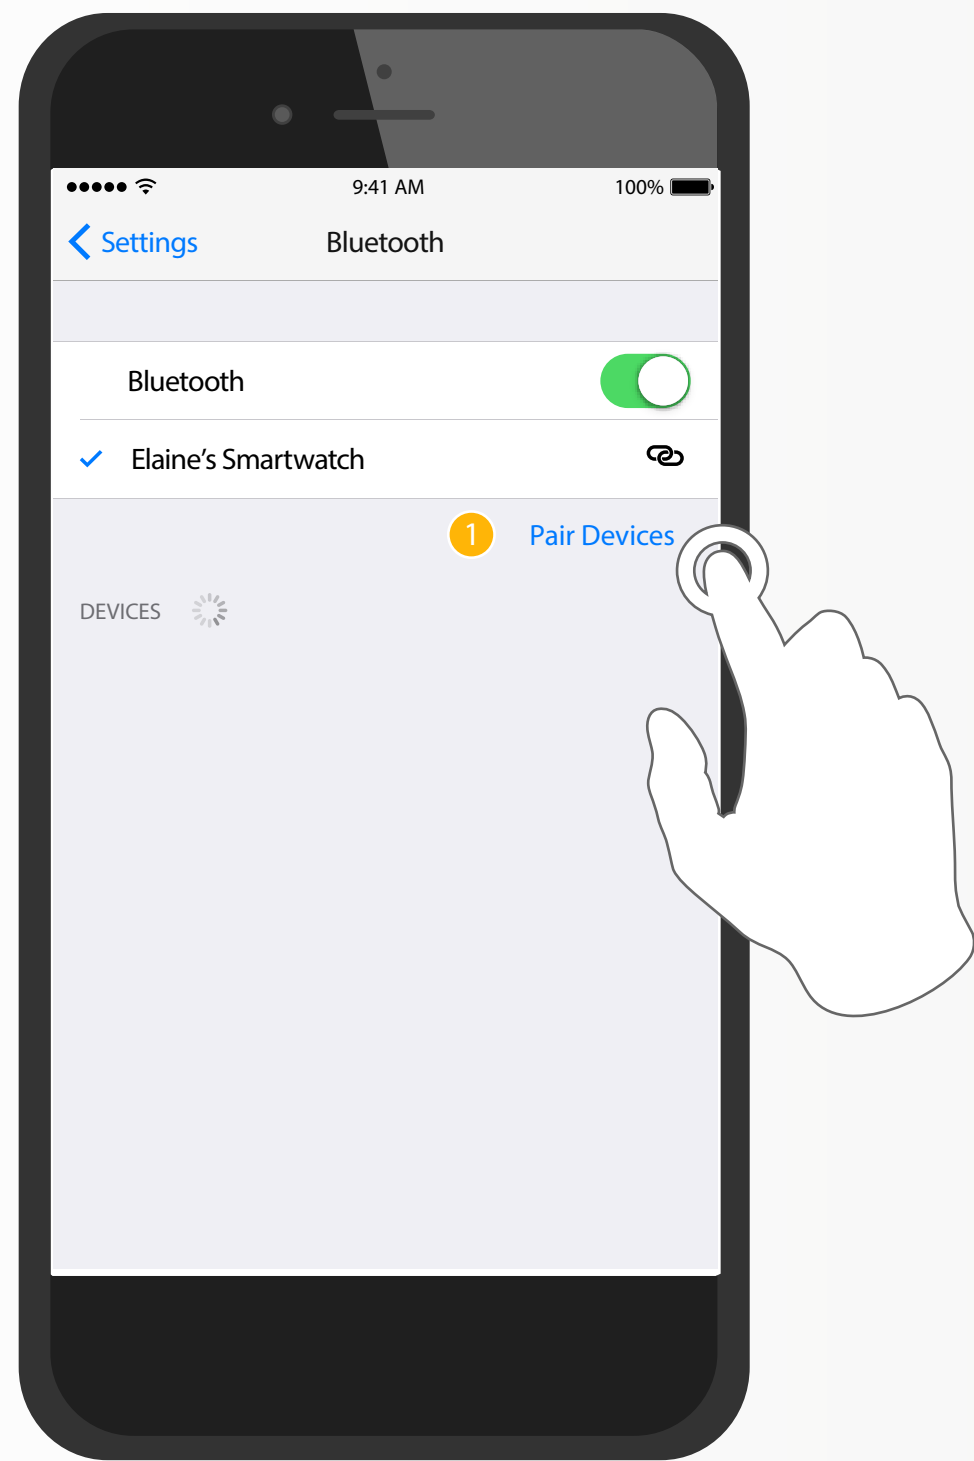 9:41 AM 100%
Settings Bluetooth
Bluetooth
Elaine’s Smartwatch
1 Pair Devices
DEVICES